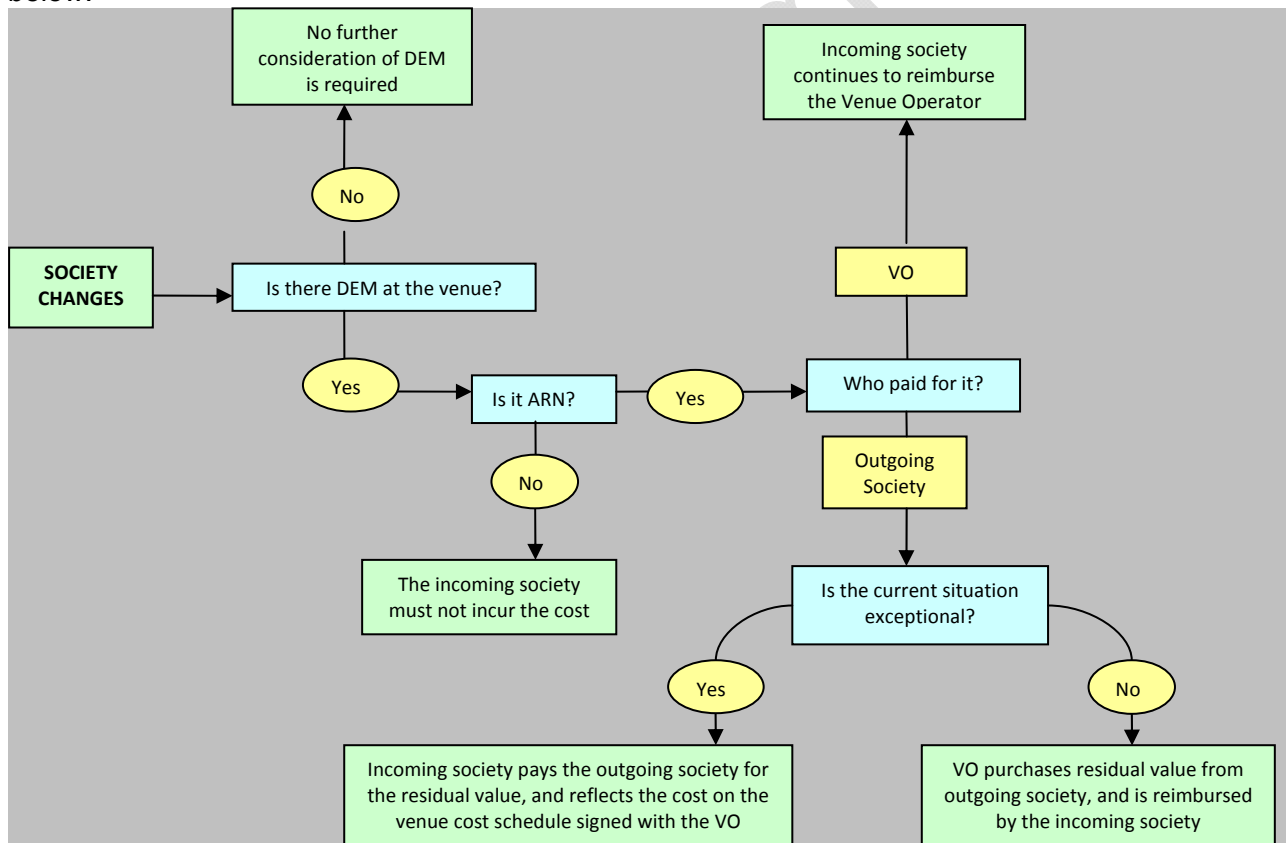 No further
consideration of DEM
is required
Incoming society
continues to reimburse
the Venue Operator
No
SOCIETY
CHANGES
Is there DEM at the venue?
VO
Yes
Is it ARN?
Yes
Who paid for it?
No
Outgoing
Society
The incoming society
must not incur the cost
Is the current situation
exceptional?
Yes
No
Incoming society pays the outgoing society for
the residual value, and reflects the cost on the
venue cost schedule signed with the VO
VO purchases residual value from
outgoing society, and is reimbursed
by the incoming society